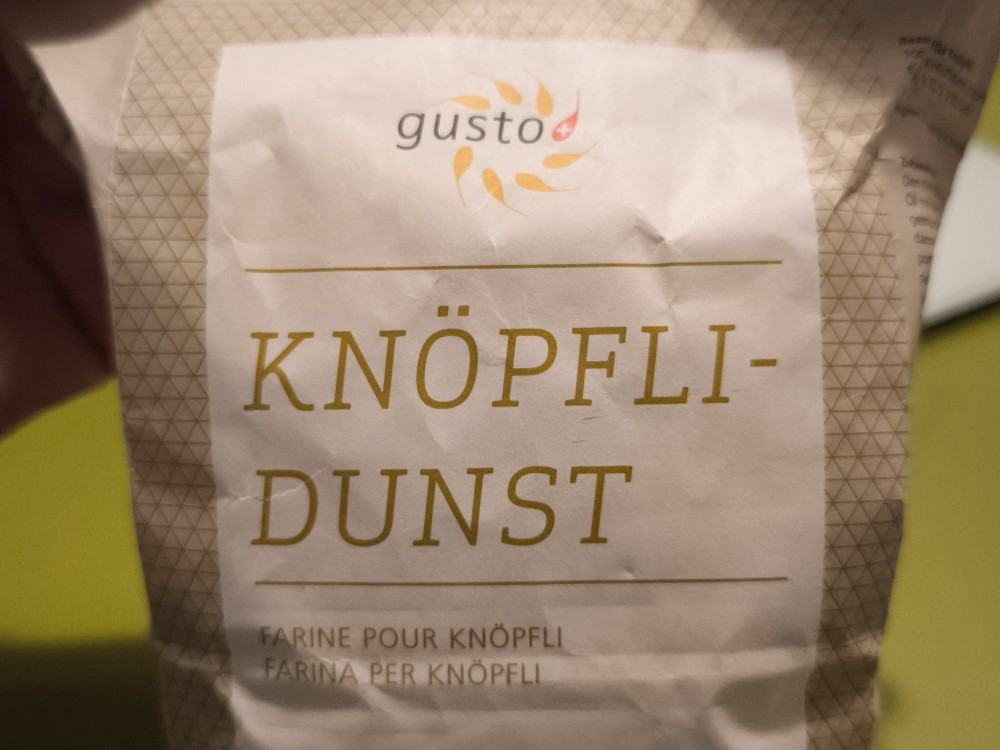 gusto
KNÖPFLI-
DUNST
FARINE POUR KNÖPFLI
FARINA PER KNÖPFLI